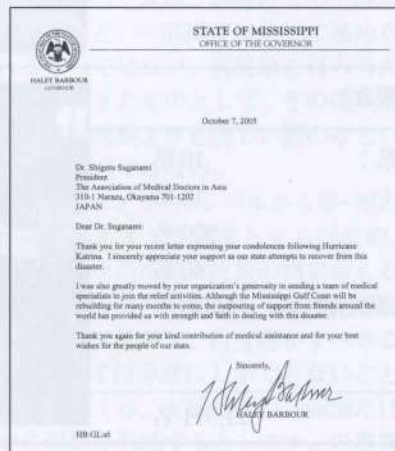 STATE OF MISSISSIPPI
OFFICE OF THE GOVERNOR
HALEY BARBOUR
GOVERNOR
October 7, 2005
Dr. Shigeru Suganami
President
The Association of Medical Doctors in Asia
310-1 Narazu, Okayama 701-1202
JAPAN
Dear Dr. Suganami:
Thank you for your recent letter expressing your condolences following Hurricane
Katrina. I sincerely appreciate your support as our state attempts to recover from this
disaster.
I was also greatly moved by your organization's generosity in sending a team of medical
specialists to join the relief activities. Although the Mississippi Gulf Coast will be
rebuilding for many months to come, the outpouring of support from friends around the
world has provided us with strength and faith in dealing with this disaster.
Thank you again for your kind contribution of medical assistance and for your best
wishes for the people of our state.
Sincerely,
Haley Barbour
HALEY BARBOUR